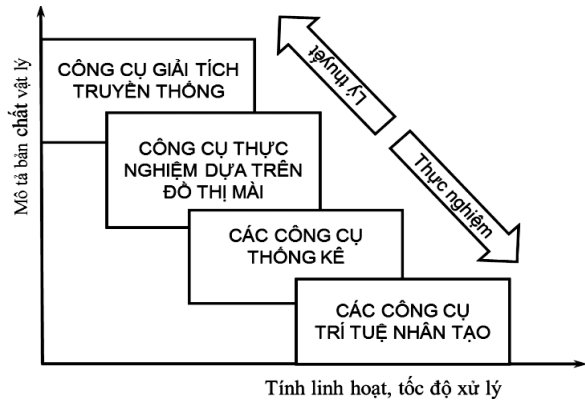 CÔNG CỤ GIẢI TÍCH
TRUYỀN THỐNG
CÔNG CỤ THỰC
NGHIỆM DỰA TRÊN
ĐỒ THỊ MÀI
CÁC CÔNG CỤ
THỐNG KÊ
CÁC CÔNG CỤ
TRÍ TUỆ NHÂN TẠO
Lý thuyết
Thực nghiệm
Mô tả bản chất vật lý
Tính linh hoạt, tốc độ xử lý